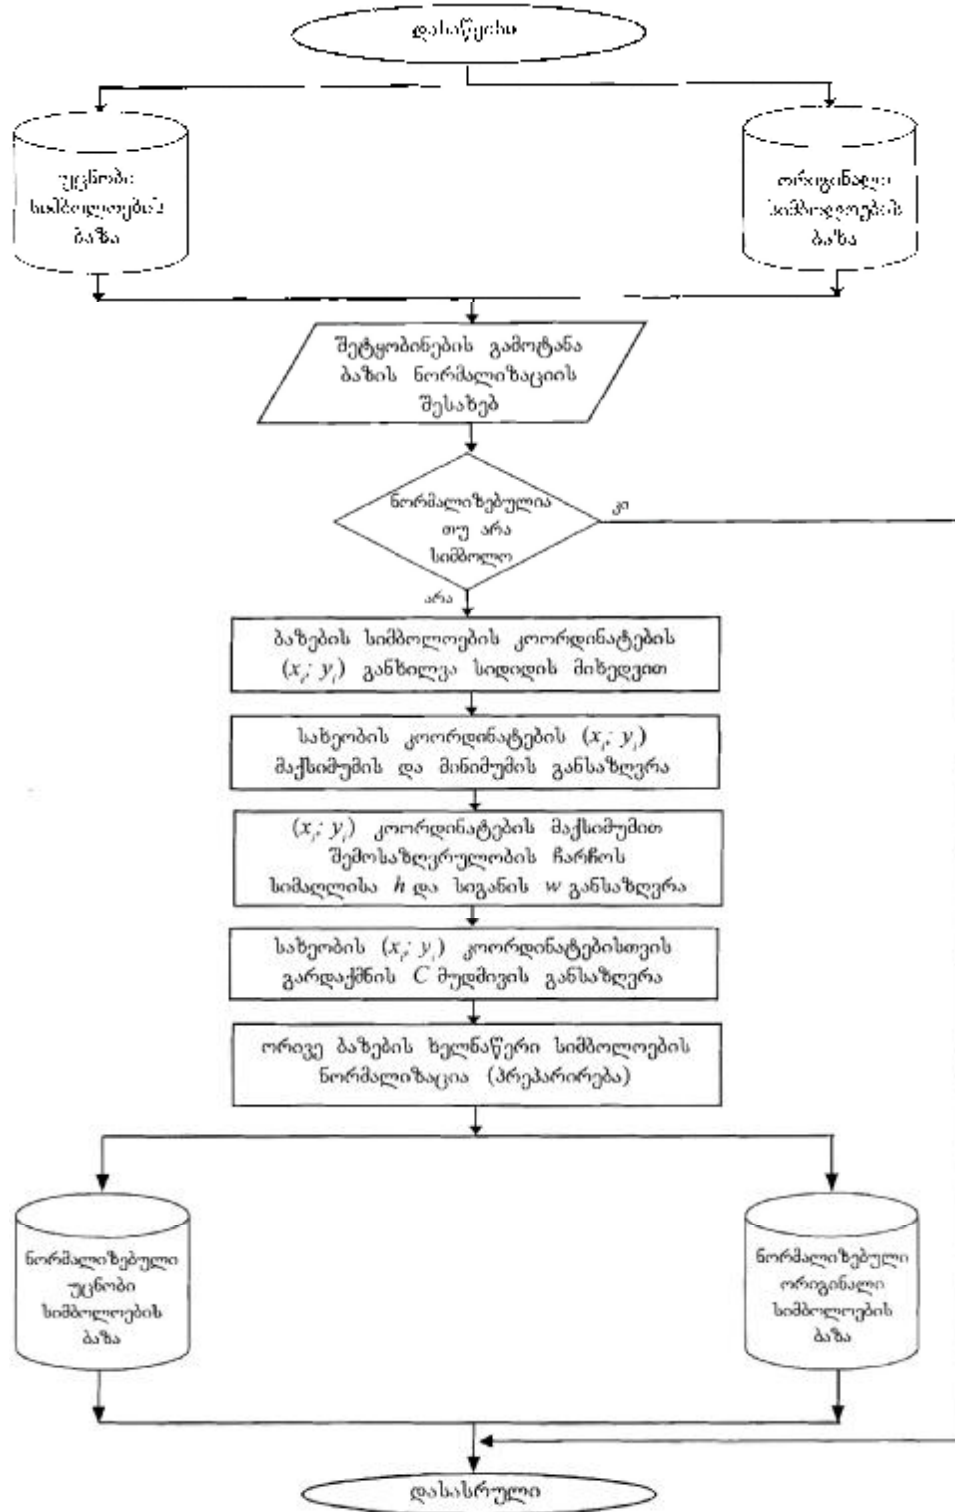 დასაწყისი
უცნობი
სიმბოლოების
ბაზა
ორიგინალი
სიმბოლოების
ბაზა
შეტყობინების გამოტანა
ბაზის ნორმალიზაციის
შესახებ
ნორმალიზებულია
თუ არა
სიმბოლო
კი
არა
ბაზების სიმბოლოების კოორდინატების
(xᵢ; yᵢ) განხილვა სიდიდის მიხედვით
სახეობის კოორდინატების (xᵢ; yᵢ)
მაქსიმუმის და მინიმუმის განსაზღვრა
(xᵢ; yᵢ) კოორდინატების მაქსიმუმით
შემოსაზღვრულობის ჩარჩოს
სიმაღლისა h და სიგანის w განსაზღვრა
სახეობის (xᵢ; yᵢ) კოორდინატებისთვის
გარდაქმნის C მუდმივის განსაზღვრა
ორივე ბაზების ხელნაწერი სიმბოლოების
ნორმალიზაცია (პრეპარირება)
ნორმალიზებული
უცნობი
სიმბოლოების
ბაზა
ნორმალიზებული
ორიგინალი
სიმბოლოების
ბაზა
დასასრული